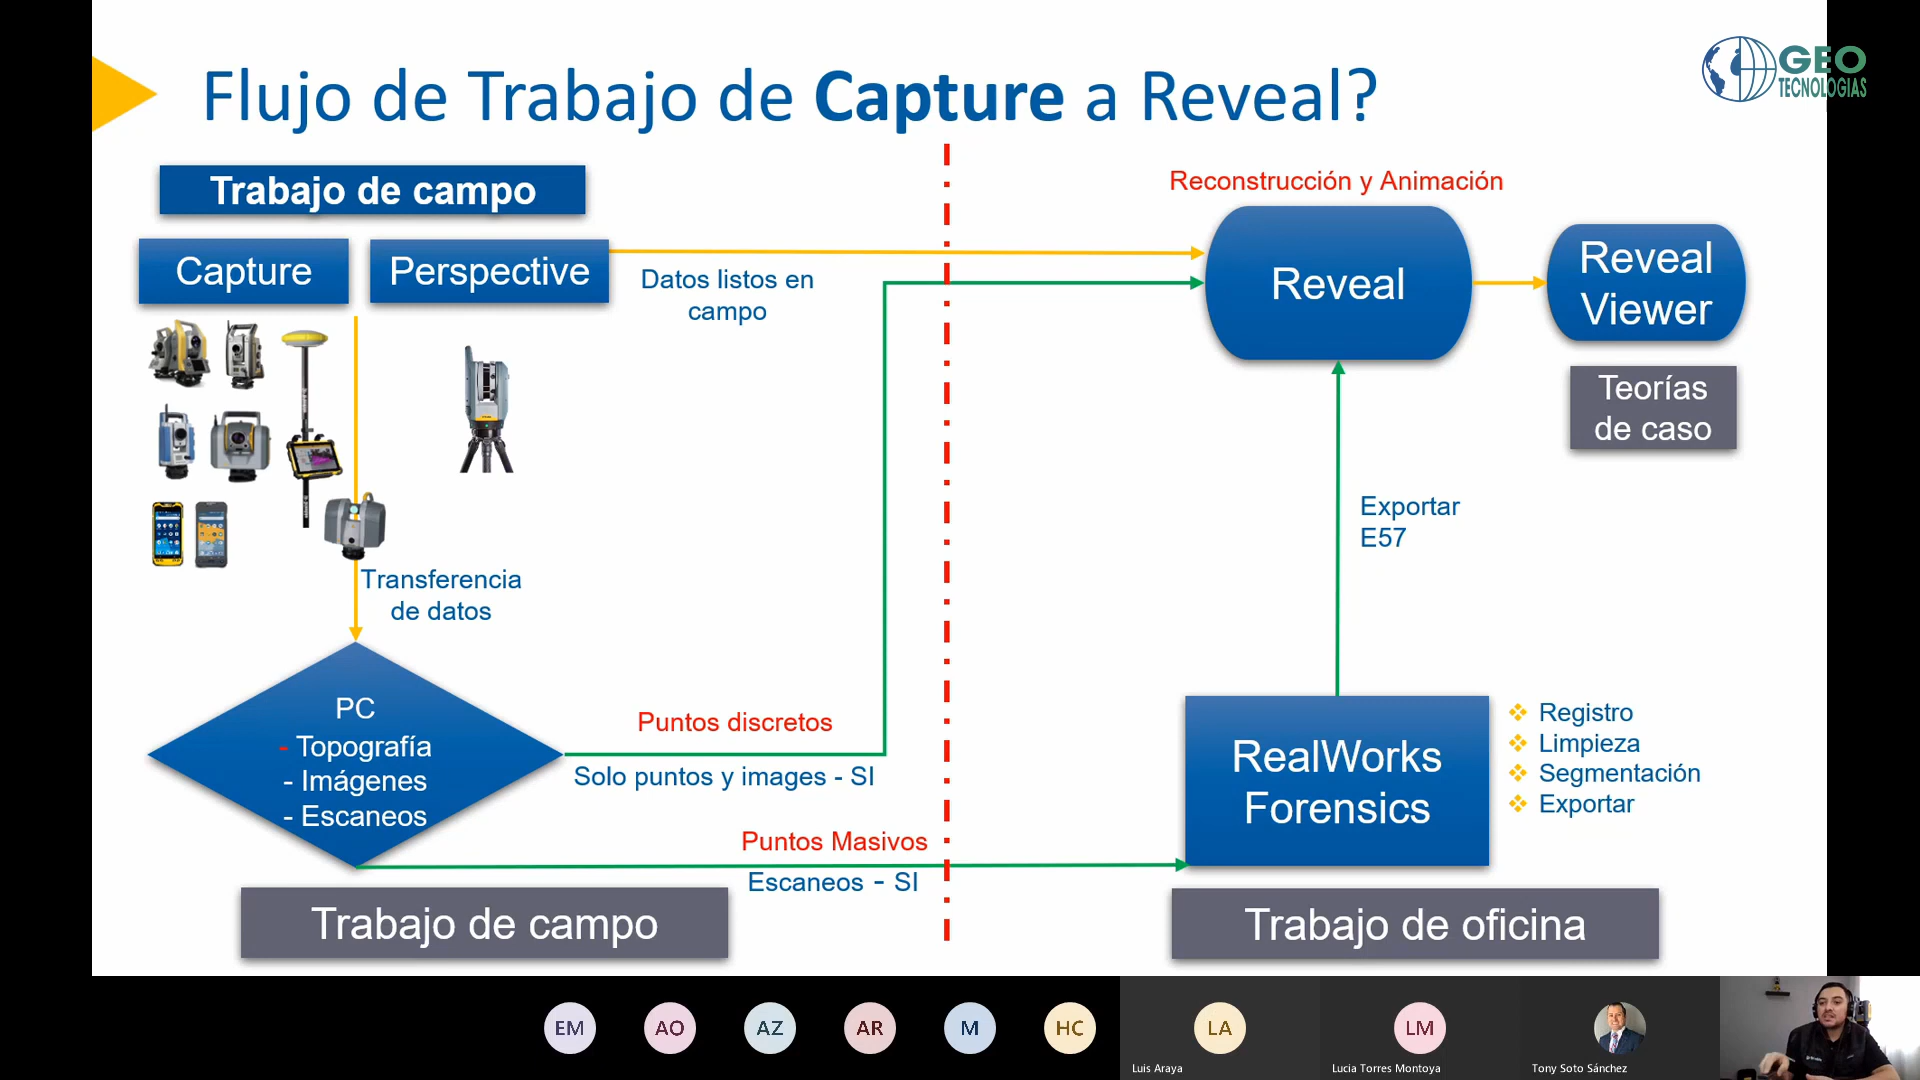 Flujo de Trabajo de Capture a Reveal?
GEO
TECNOLOGIAS
Trabajo de campo
Capture
Perspective
Datos listos en
campo
Reconstrucción y Animación
Reveal
Reveal
Viewer
Teorías
de caso
Exportar
E57
Transferencia
de datos
PC
- Topografía
- Imágenes
- Escaneos
Puntos discretos
Solo puntos y images - SI
Puntos Masivos
Escaneos - SI
RealWorks
Forensics
Registro
Limpieza
Segmentación
Exportar
Trabajo de campo
Trabajo de oficina
EM
AO
AZ
AR
M
HC
LA
LM
Luis Araya
Lucia Torres Montoya
Tony Soto Sánchez